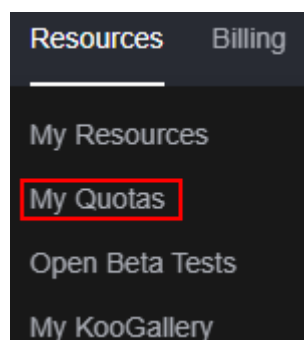 Resources Billing
My Resources
My Quotas
Open Beta Tests
My KooGallery